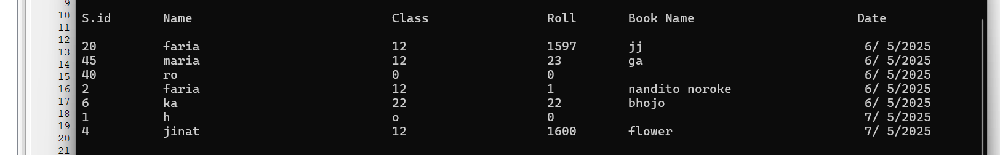 9
10
11
12
13
14
15
16
17
18
19
20
21
S.id Name Class Roll Book Name Date
20 faria 12 1597 jj 6/ 5/2025
45 maria 12 23 ga 6/ 5/2025
40 ro 0 0 6/ 5/2025
2 faria 12 1 nandito noroke 6/ 5/2025
6 ka 22 22 bhojo 6/ 5/2025
1 h o 0 7/ 5/2025
4 jinat 12 1600 flower 7/ 5/2025